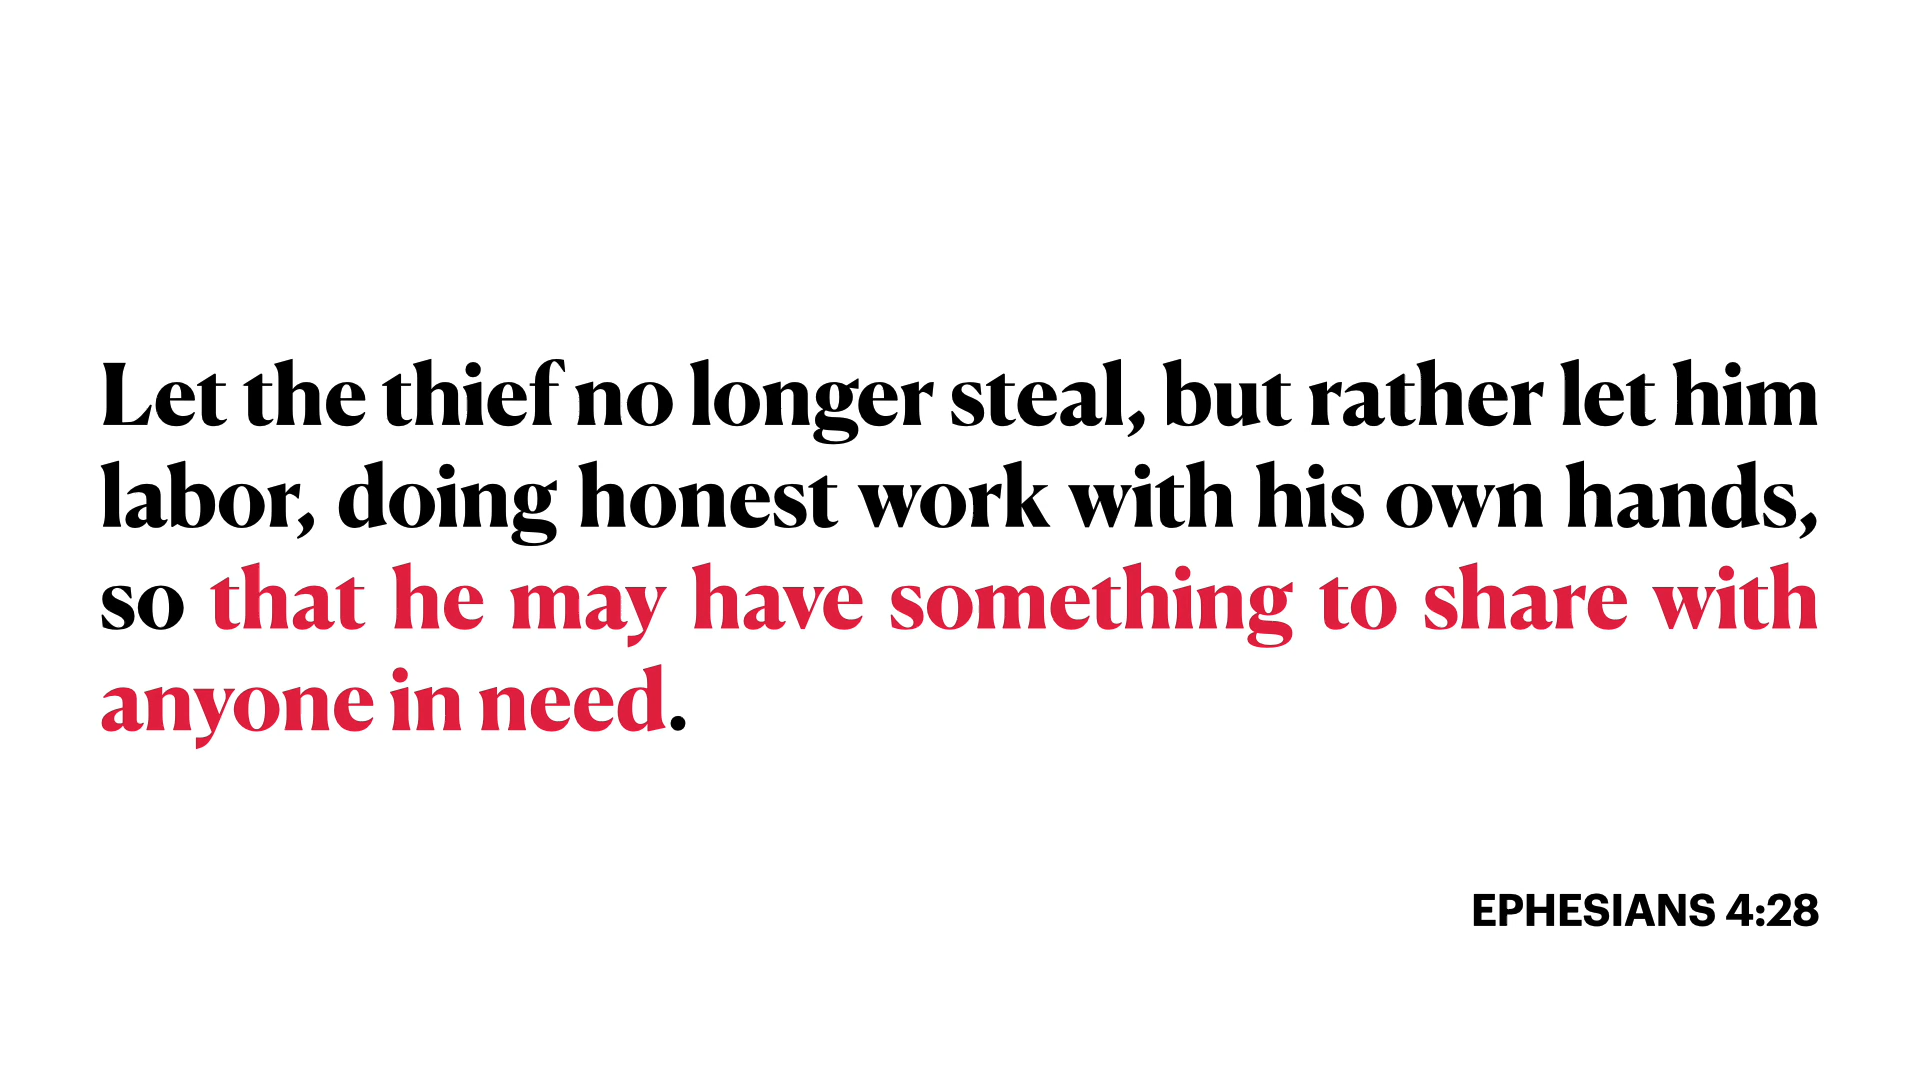 Let the thief no longer steal, but rather let him
labor, doing honest work with his own hands,
so that he may have something to share with
anyone in need.
EPHESIANS 4:28